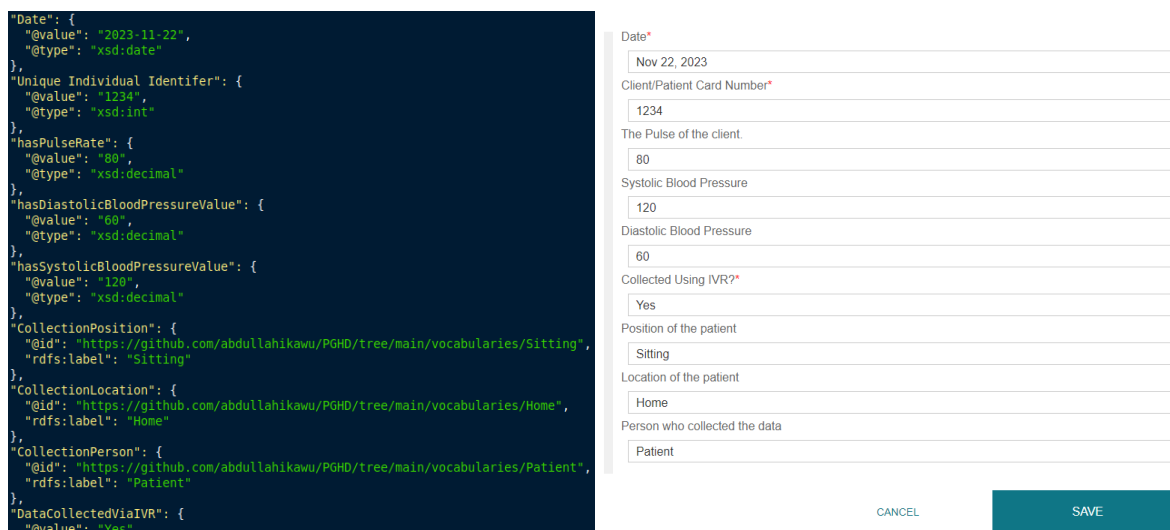 "Date": {
"@value": "2023-11-22",
"@type": "xsd:date"
},
"Unique Individual Identifer": {
"@value": "1234",
"@type": "xsd:int"
},
"hasPulseRate": {
"@value": "80",
"@type": "xsd:decimal"
},
"hasDiastolicBloodPressureValue": {
"@value": "60",
"@type": "xsd:decimal"
},
"hasSystolicBloodPressureValue": {
"@value": "120",
"@type": "xsd:decimal"
},
"CollectionPosition": {
"@id": "https://github.com/abdullahikawu/PGHD/tree/main/vocabularies/Sitting",
"rdfs:label": "Sitting"
},
"CollectionLocation": {
"@id": "https://github.com/abdullahikawu/PGHD/tree/main/vocabularies/Home",
"rdfs:label": "Home"
},
"CollectionPerson": {
"@id": "https://github.com/abdullahikawu/PGHD/tree/main/vocabularies/Patient",
"rdfs:label": "Patient"
},
"DataCollectedViaIVR": {
"@value": "Yes"
Date*
Nov 22, 2023
Client/Patient Card Number*
1234
The Pulse of the client.
80
Systolic Blood Pressure
120
Diastolic Blood Pressure
60
Collected Using IVR?*
Yes
Position of the patient
Sitting
Location of the patient
Home
Person who collected the data
Patient
CANCEL SAVE